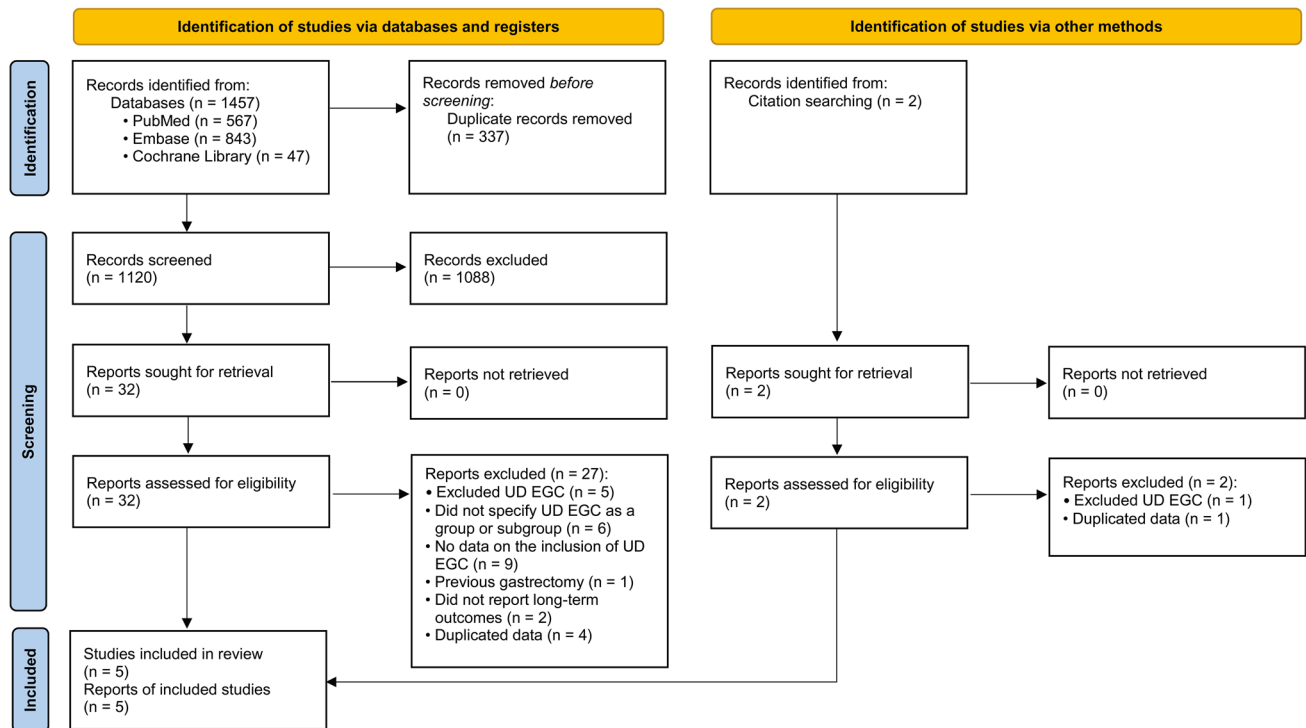 Identification of studies via databases and registers
Identification of studies via other methods
Identification
Records identified from:
Databases (n = 1457)
• PubMed (n = 567)
• Embase (n = 843)
• Cochrane Library (n = 47)
Records removed before
screening:
Duplicate records removed
(n = 337)
Records identified from:
Citation searching (n = 2)
Screening
Records screened
(n = 1120)
Records excluded
(n = 1088)
Reports sought for retrieval
(n = 32)
Reports not retrieved
(n = 0)
Reports sought for retrieval
(n = 2)
Reports not retrieved
(n = 0)
Reports assessed for eligibility
(n = 32)
Reports excluded (n = 27):
• Excluded UD EGC (n = 5)
• Did not specify UD EGC as a
group or subgroup (n = 6)
• No data on the inclusion of UD
EGC (n = 9)
• Previous gastrectomy (n = 1)
• Did not report long-term
outcomes (n = 2)
• Duplicated data (n = 4)
Reports assessed for eligibility
(n = 2)
Reports excluded (n = 2):
• Excluded UD EGC (n = 1)
• Duplicated data (n = 1)
Included
Studies included in review
(n = 5)
Reports of included studies
(n = 5)